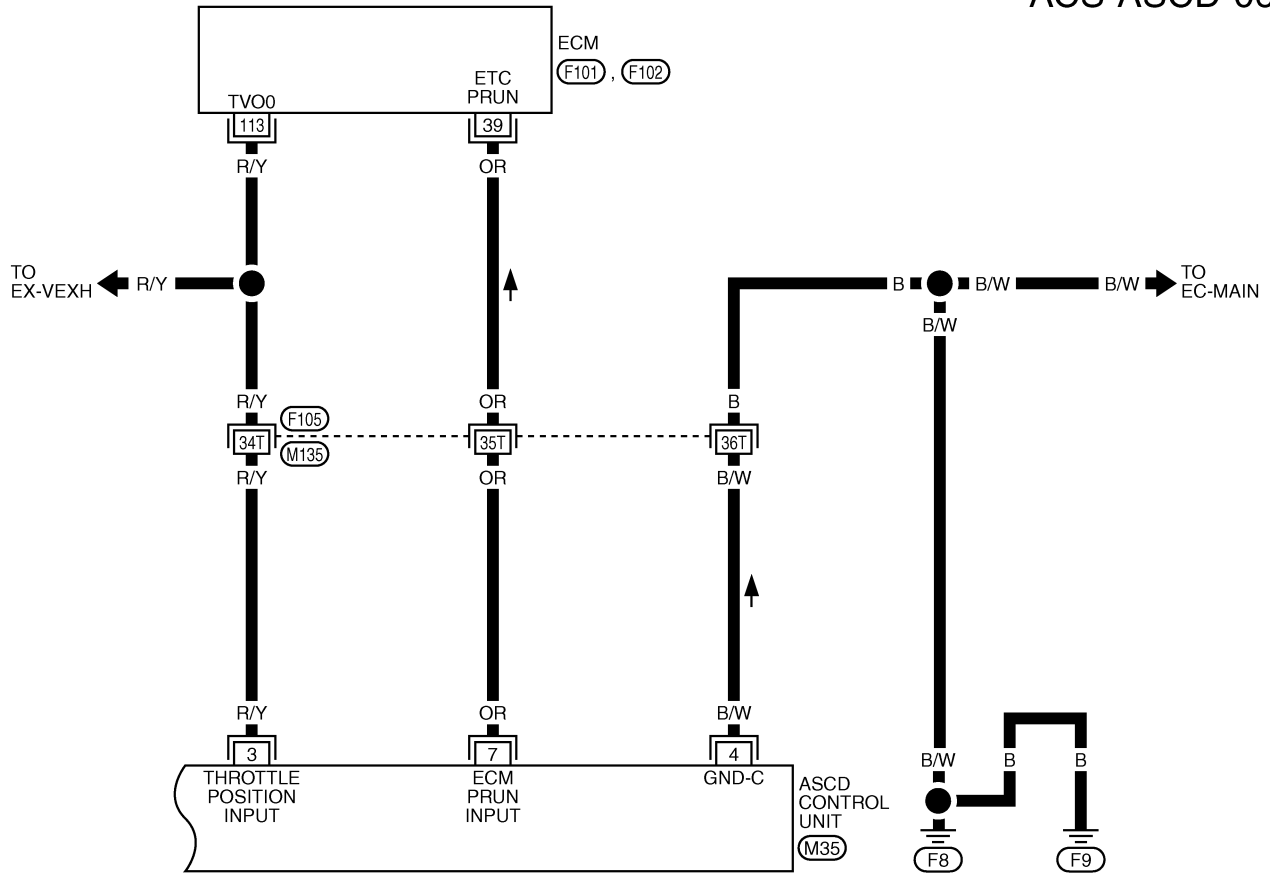 ECM
F101 , F102
ETC
PRUN
TVO0
113
39
R/Y
OR
TO
EX-VEXH
R/Y
B
B/W
B/W
TO
EC-MAIN
B/W
R/Y
OR
B
F105
34T
35T
36T
M135
R/Y
OR
B/W
R/Y
OR
B/W
3
7
4
THROTTLE
POSITION
INPUT
ECM
PRUN
INPUT
GND-C
ASCD
CONTROL
UNIT
M35
B/W
B
B
F8
F9